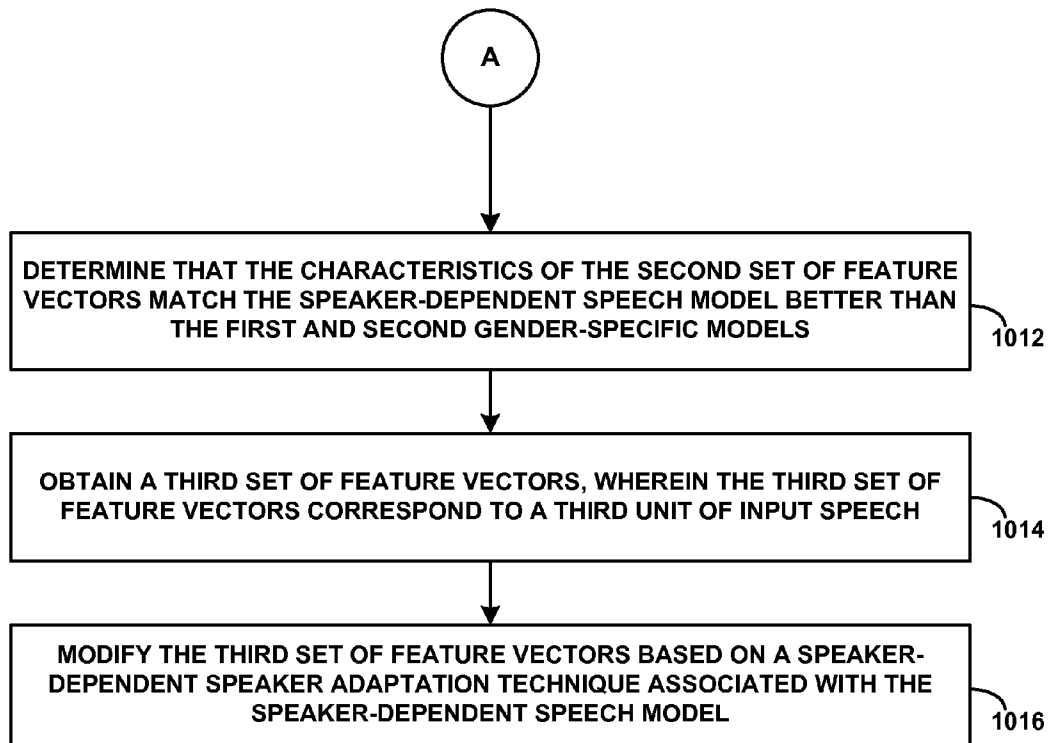 A
DETERMINE THAT THE CHARACTERISTICS OF THE SECOND SET OF FEATURE
VECTORS MATCH THE SPEAKER-DEPENDENT SPEECH MODEL BETTER THAN
THE FIRST AND SECOND GENDER-SPECIFIC MODELS
1012
OBTAIN A THIRD SET OF FEATURE VECTORS, WHEREIN THE THIRD SET OF
FEATURE VECTORS CORRESPOND TO A THIRD UNIT OF INPUT SPEECH
1014
MODIFY THE THIRD SET OF FEATURE VECTORS BASED ON A SPEAKER-
DEPENDENT SPEAKER ADAPTATION TECHNIQUE ASSOCIATED WITH THE
SPEAKER-DEPENDENT SPEECH MODEL
1016